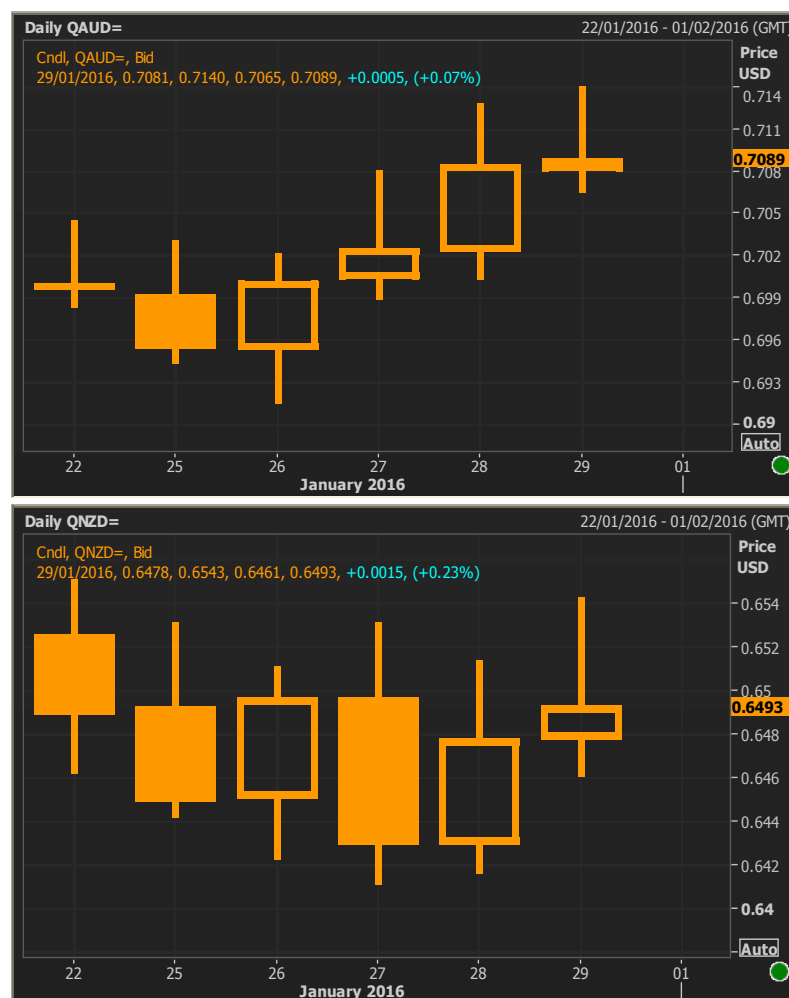 Daily QAUD= 22/01/2016 - 01/02/2016 (GMT)
Price
USD
Cndl, QAUD=, Bid
29/01/2016, 0.7081, 0.7140, 0.7065, 0.7089, +0.0005, (+0.07%)
0.714
0.711
0.7089
0.708
0.705
0.702
0.699
0.696
0.693
0.69
Auto
22 25 26 27 28 29 01
January 2016
Daily QNZD= 22/01/2016 - 01/02/2016 (GMT)
Price
USD
Cndl, QNZD=, Bid
29/01/2016, 0.6478, 0.6543, 0.6461, 0.6493, +0.0015, (+0.23%)
0.654
0.652
0.65
0.6493
0.648
0.646
0.644
0.642
0.64
Auto
22 25 26 27 28 29 01
January 2016